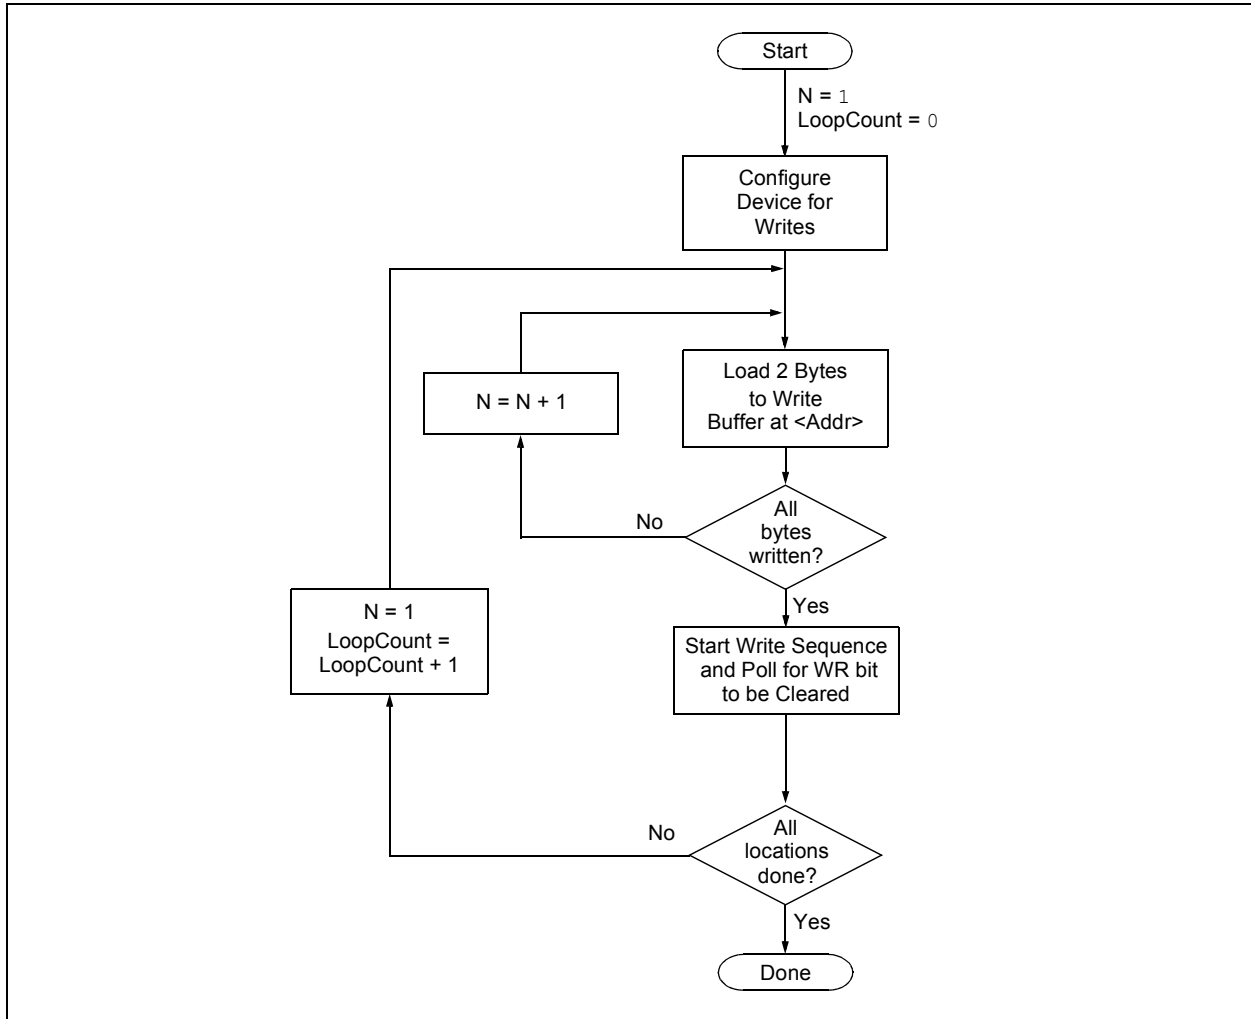 Start
N = 1
LoopCount = 0
Configure
Device for
Writes
Load 2 Bytes
to Write
Buffer at <Addr>
N = N + 1
All
bytes
written?
No
Yes
N = 1
LoopCount =
LoopCount + 1
Start Write Sequence
and Poll for WR bit
to be Cleared
All
locations
done?
No
Yes
Done